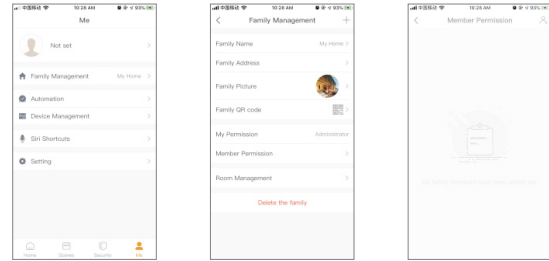 中国移动 10:28 AM 93%
Me
Not set
Family Management My Home
Automation
Device Management
Siri Shortcuts
Setting
Home Scenes Security Me
中国移动 10:28 AM 93%
Family Management
Family Name My Home
Family Address
Family Picture
Family QR code
My Permission Administrator
Member Permission
Room Management
Delete the family
中国移动 10:28 AM 93%
Member Permission